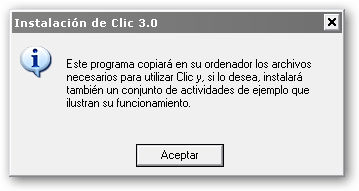 Instalación de Clic 3.0
Este programa copiará en su ordenador los archivos
necesarios para utilizar Clic y, si lo desea, instalará
también un conjunto de actividades de ejemplo que
ilustran su funcionamiento.
Aceptar